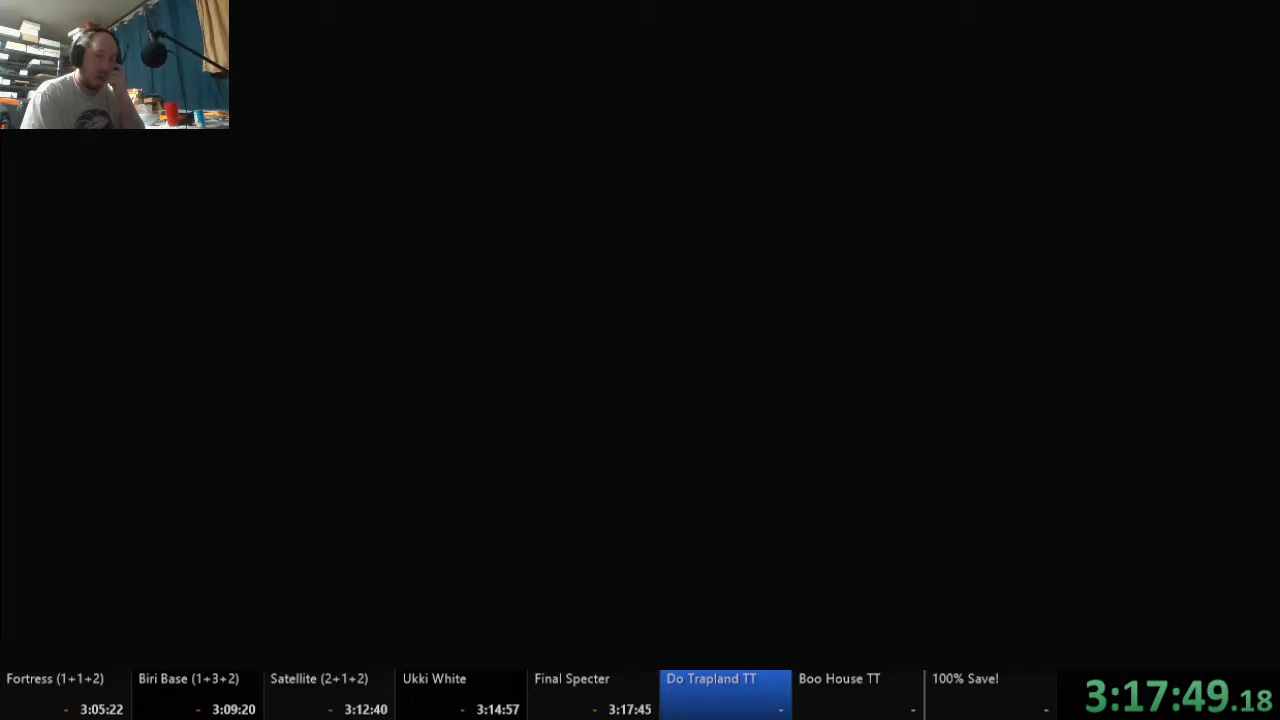 Fortress (1+1+2) Biri Base (1+3+2) Satellite (2+1+2) Ukki White Final Specter Do Trapland TT Boo House TT 100% Save!
- 3:05:22 - 3:09:20 - 3:12:40 - 3:14:57 - 3:17:45 - - -
3:17:49.18